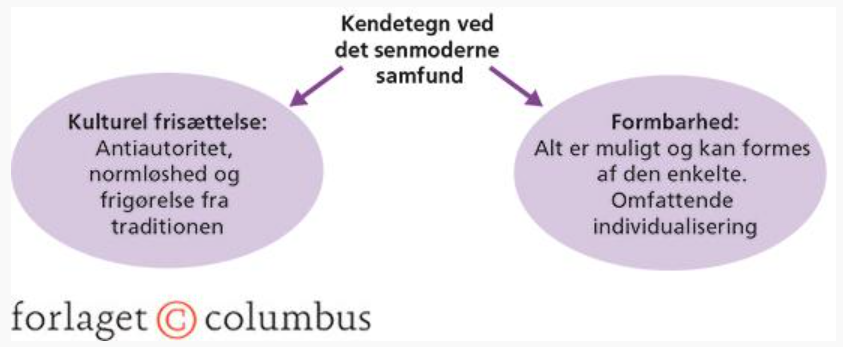 Kendetegn ved
det senmoderne
samfund
Kulturel frisættelse:
Antiautoritet,
normløshed og
frigørelse fra
traditionen
Formbarhed:
Alt er muligt og kan formes
af den enkelte.
Omfattende
individualisering
forlaget © columbus